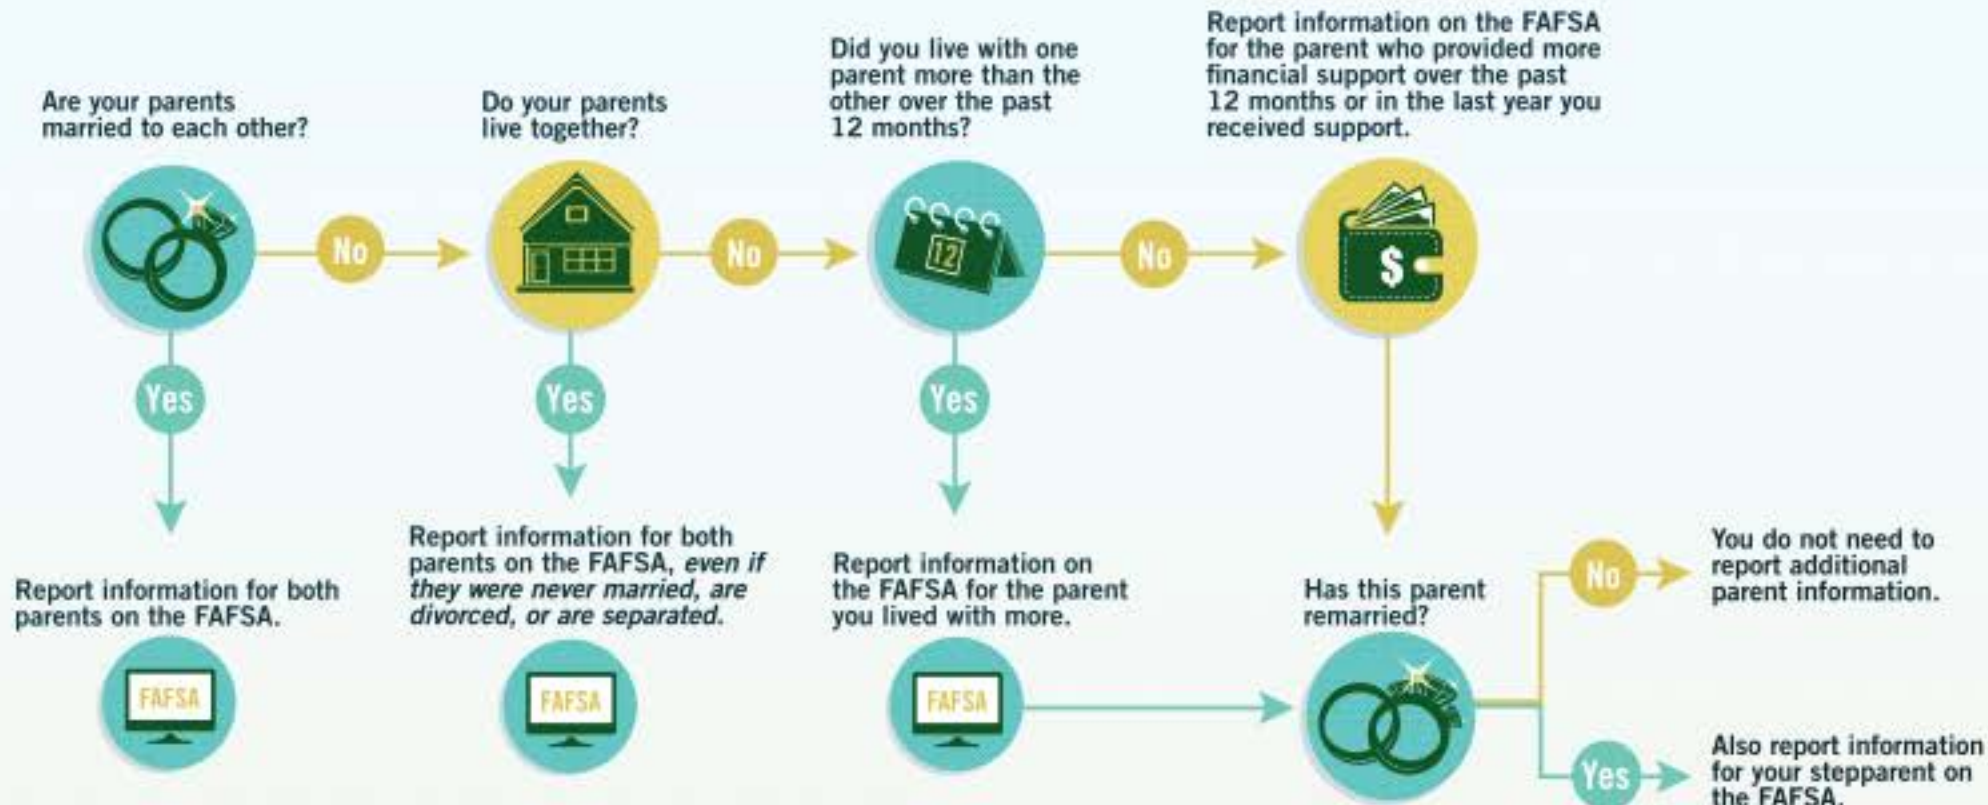 Are your parents
married to each other?
No
Yes
Report information for both
parents on the FAFSA.
FAFSA
Do your parents
live together?
No
Yes
Report information for both
parents on the FAFSA, even if
they were never married, are
divorced, or are separated.
FAFSA
Did you live with one
parent more than the
other over the past
12 months?
12
No
Yes
Report information on
the FAFSA for the parent
you lived with more.
FAFSA
Report information on the FAFSA
for the parent who provided more
financial support over the past
12 months or in the last year you
received support.
$
Has this parent
remarried?
No
You do not need to
report additional
parent information.
Yes
Also report information
for your stepparent on
the FAFSA.